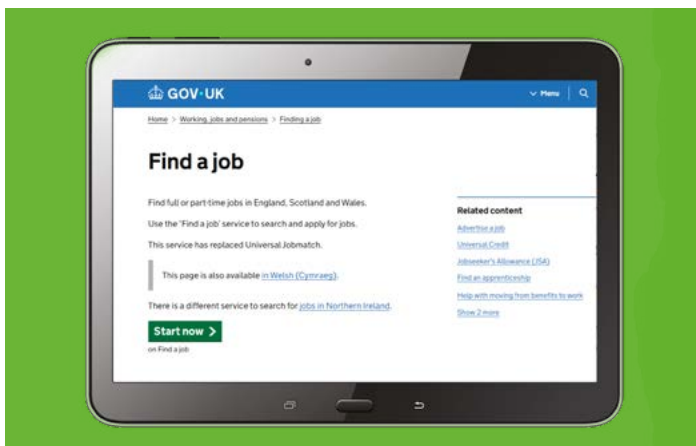 GOV·UK
Menu
Home > Working, jobs and pensions > Finding a job
Find a job
Find full or part-time jobs in England, Scotland and Wales.
Use the 'Find a job' service to search and apply for jobs.
This service has replaced Universal Jobmatch.
This page is also available in Welsh (Cymraeg).
There is a different service to search for jobs in Northern Ireland.
Start now >
on Find a job
Related content
Advertise a job
Universal Credit
Jobseeker's Allowance (JSA)
Find an apprenticeship
Help with moving from benefits to work
Show 2 more